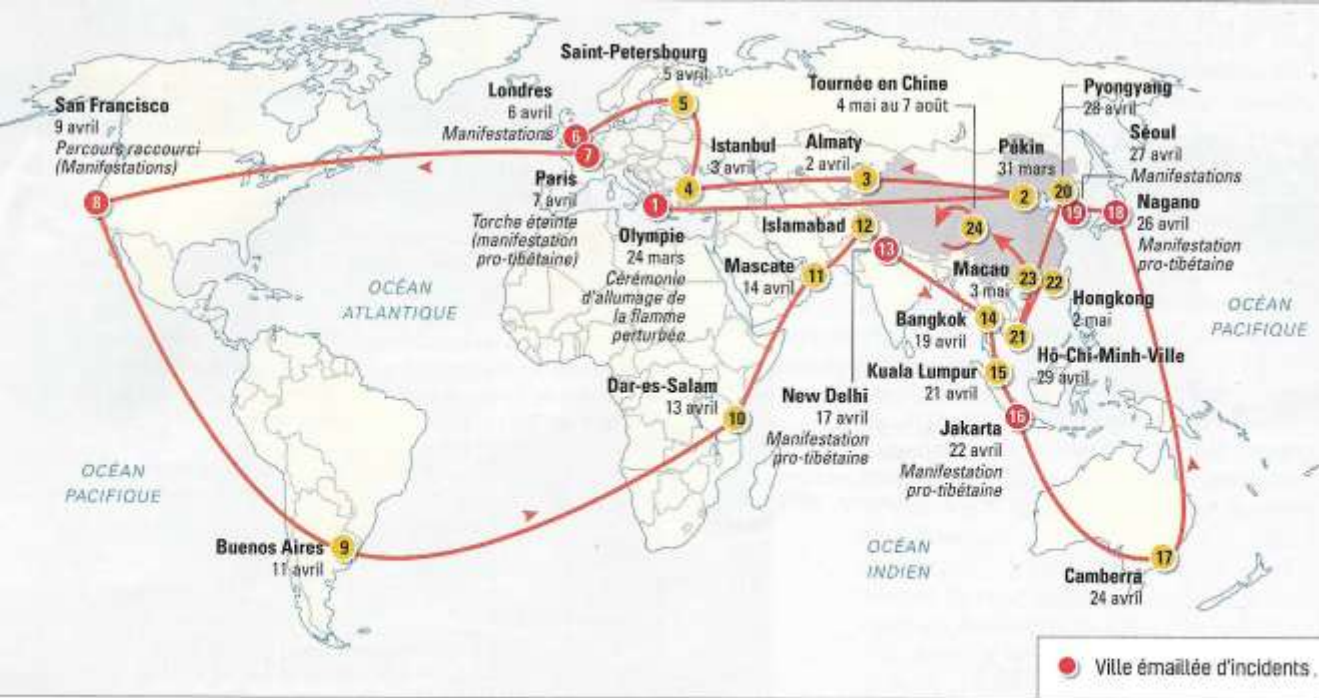 Saint-Petersbourg
5 avril
Londres
6 avril
Manifestations
San Francisco
9 avril
Parcours raccourci
(Manifestations)
Tournée en Chine
4 mai au 7 août
Pyongyang
28 avril
Séoul
27 avril
Manifestations
Istanbul
3 avril
Almaty
2 avril
Pékin
31 mars
Nagano
26 avril
Manifestation
pro-tibétaine
Paris
7 avril
Torche éteinte
(manifestation
pro-tibétaine)
Olympie
24 mars
Cérémonie
d'allumage de
la flamme
perturbée
Islamabad
Mascate
14 avril
Macao
3 mai
Hongkong
2 mai
Bangkok
19 avril
Hô-Chi-Minh-Ville
29 avril
Kuala Lumpur
21 avril
Dar-es-Salam
13 avril
New Delhi
17 avril
Manifestation
pro-tibétaine
Jakarta
22 avril
Manifestation
pro-tibétaine
Buenos Aires
11 avril
Camberra
24 avril
OCÉAN
ATLANTIQUE
OCÉAN
PACIFIQUE
OCÉAN
PACIFIQUE
OCÉAN
INDIEN
1
2
3
4
5
6
7
8
9
10
11
12
13
14
15
16
17
18
19
20
21
22
23
24
Ville émaillée d'incidents